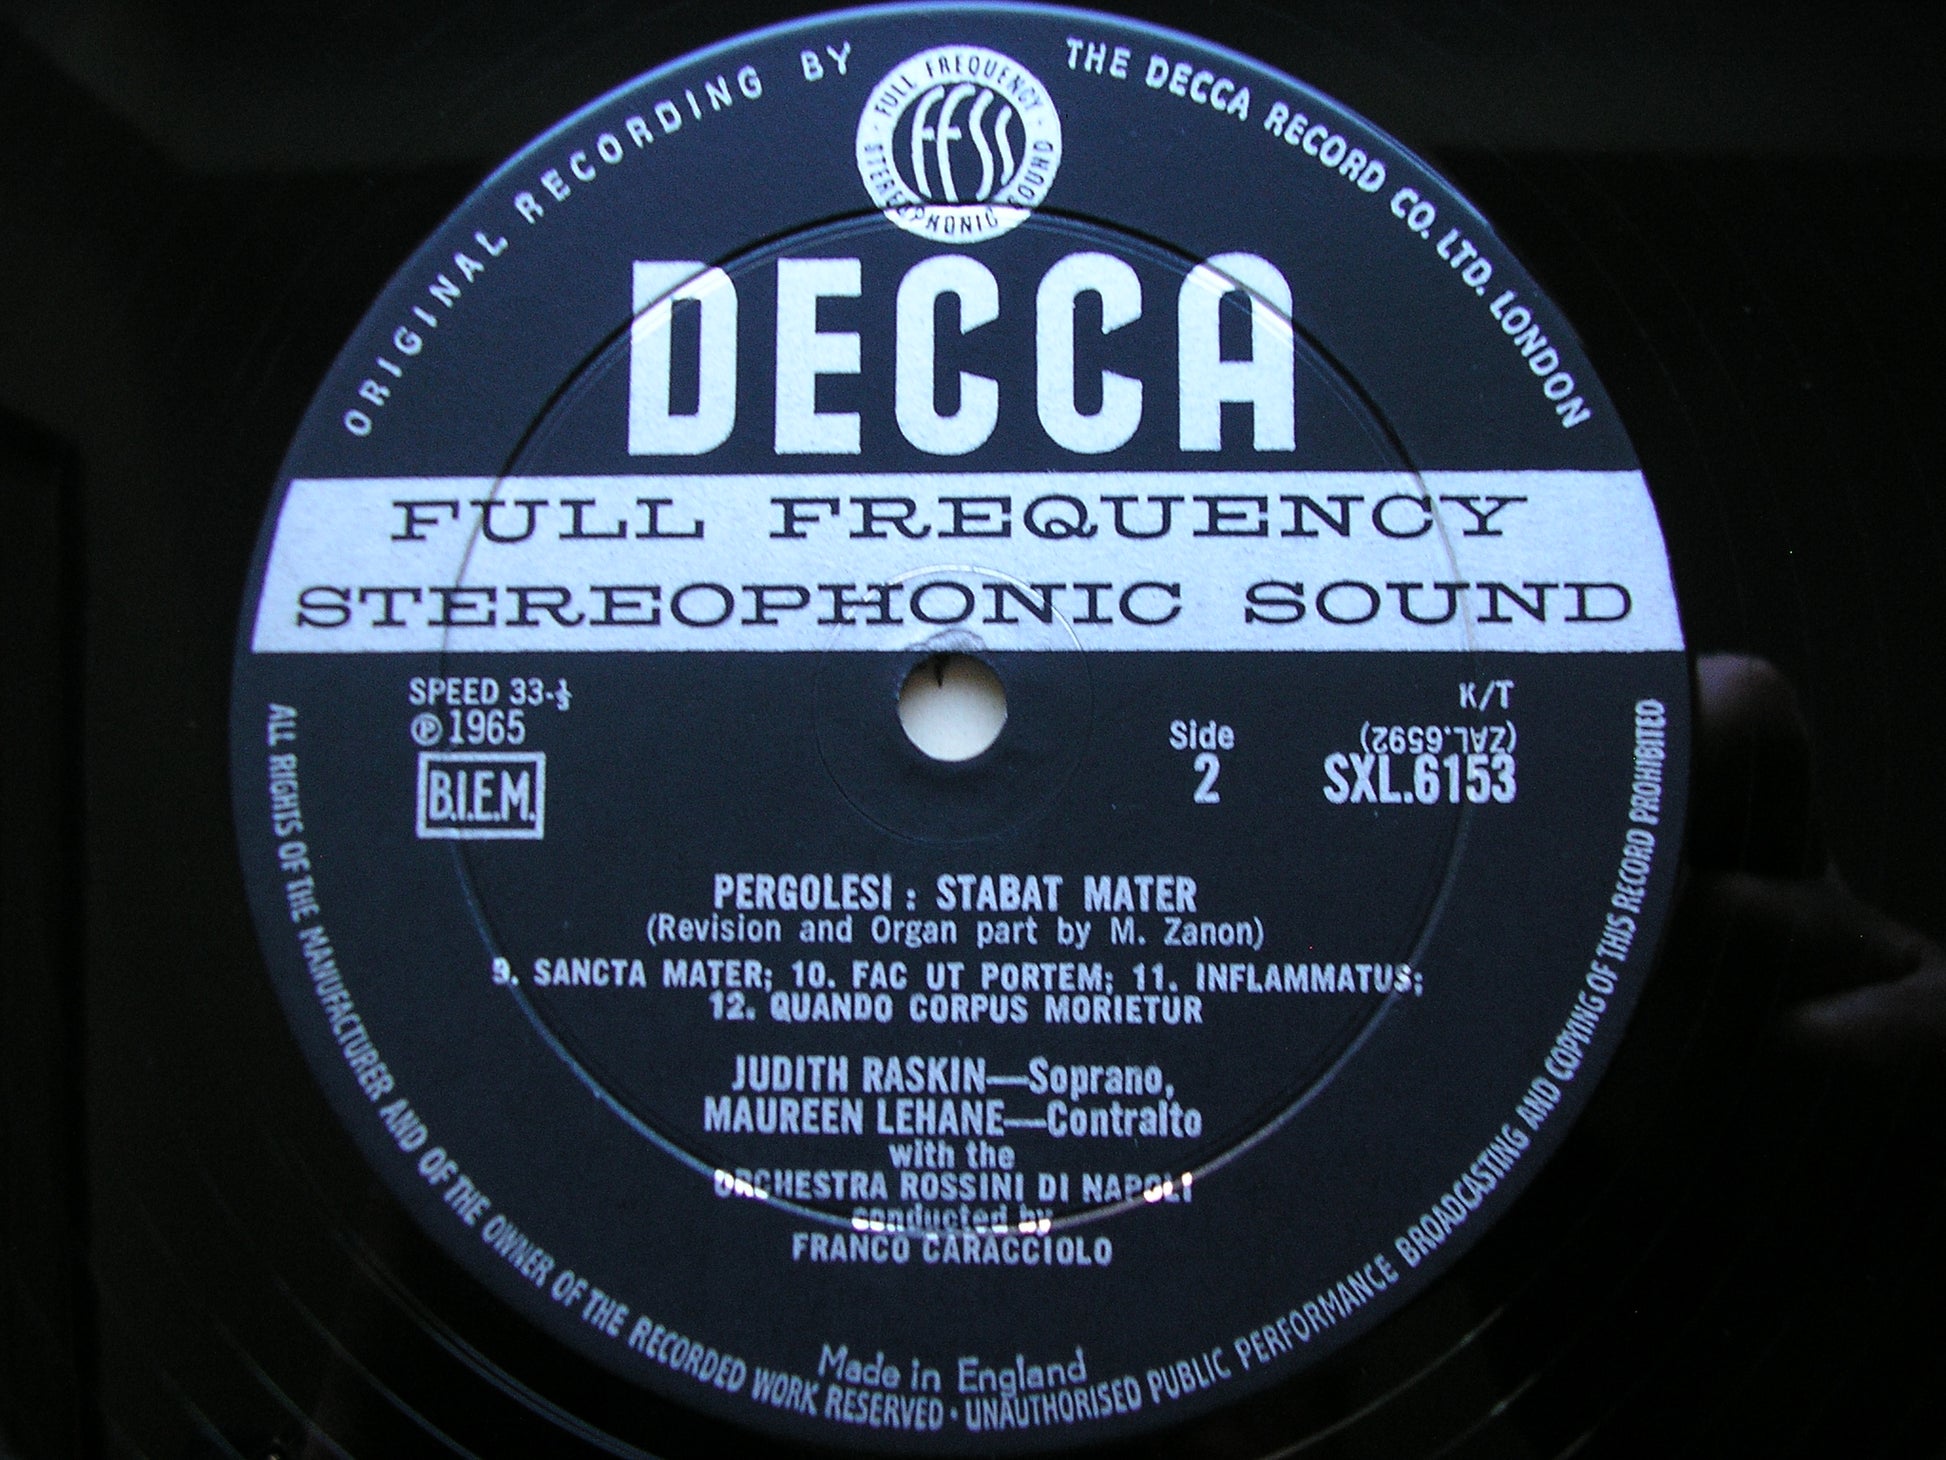 ORIGINAL RECORDING BY
THE DECCA RECORD CO. LTD. LONDON
FULL FREQUENCY
FFSS
STEREOPHONIC SOUND
DECCA
FULL FREQUENCY
STEREOPHONIC SOUND
SPEED 33-⅓
℗ 1965
B.I.E.M.
K/T
(ZAL.6592)
Side
2
SXL.6153
PERGOLESI : STABAT MATER
(Revision and Organ part by M. Zanon)
9. SANCTA MATER; 10. FAC UT PORTEM; 11. INFLAMMATUS;
12. QUANDO CORPUS MORIETUR
JUDITH RASKIN—Soprano,
MAUREEN LEHANE—Contralto
with the
ORCHESTRA ROSSINI DI NAPOLI
conducted by
FRANCO CARACCIOLO
Made in England
ALL RIGHTS OF THE MANUFACTURER AND OF THE OWNER OF THE RECORDED WORK RESERVED · UNAUTHORISED PUBLIC PERFORMANCE BROADCASTING AND COPYING OF THIS RECORD PROHIBITED